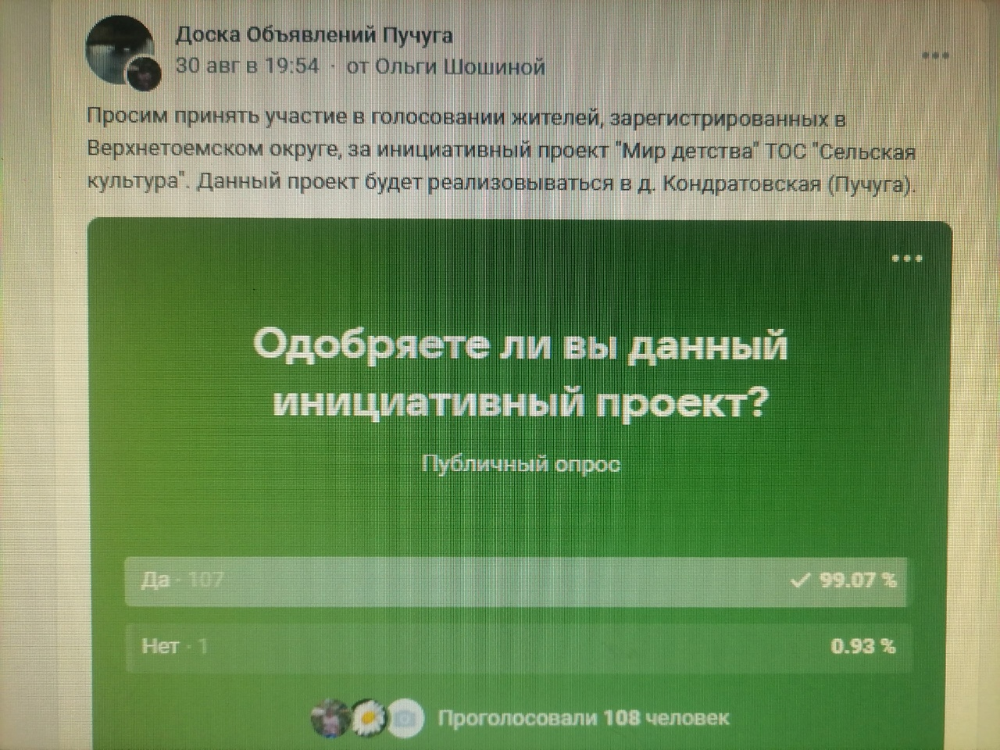 Доска Объявлений Пучуга
30 авг в 19:54 · от Ольги Шошиной
Просим принять участие в голосовании жителей, зарегистрированных в
Верхнетоемском округе, за инициативный проект "Мир детства" ТОС "Сельская
культура". Данный проект будет реализовываться в д. Кондратовская (Пучуга).
Одобряете ли вы данный
инициативный проект?
Публичный опрос
Да · 107 99.07 %
Нет · 1 0.93 %
Проголосовали 108 человек